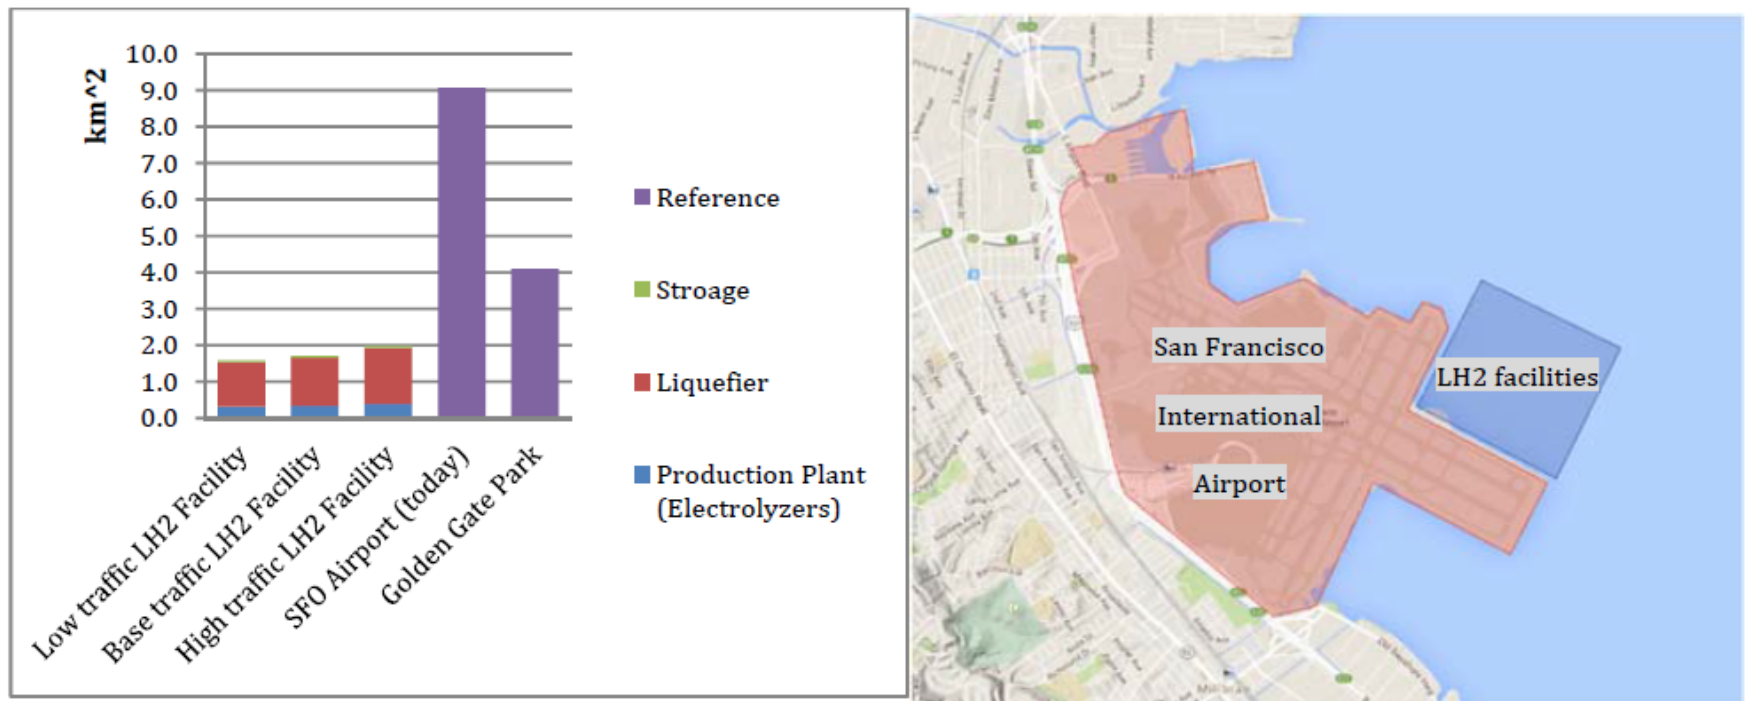 km^2
10.0
9.0
8.0
7.0
6.0
5.0
4.0
3.0
2.0
1.0
0.0
Low traffic LH2 Facility
Base traffic LH2 Facility
High traffic LH2 Facility
SFO Airport (today)
Golden Gate Park
Reference
Stroage
Liquefier
Production Plant
(Electrolyzers)
San Francisco
International
Airport
LH2 facilities